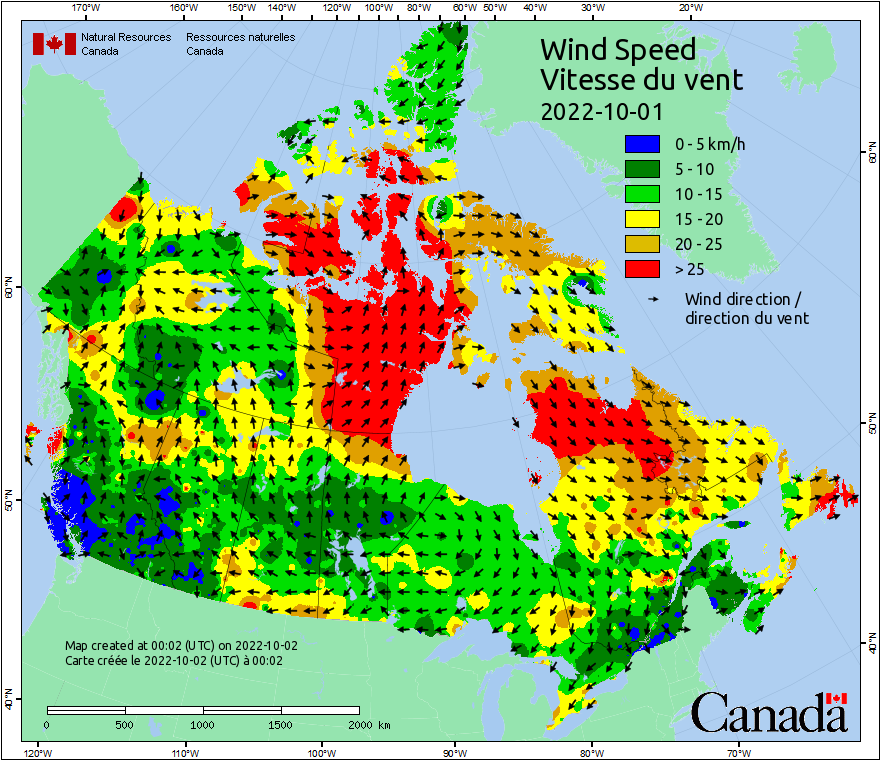 170°W 160°W 150°W 140°W 130°W 120°W 110°W 100°W 90°W 80°W 70°W 60°W 50°W 40°W 30°W 20°W
Natural Resources Ressources naturelles
Canada Canada
Wind Speed
Vitesse du vent
2022-10-01
0 - 5 km/h
5 - 10
10 - 15
15 - 20
20 - 25
> 25
Wind direction /
direction du vent
60°N
60°N
50°N
50°N
40°N
40°N
Map created at 00:02 (UTC) on 2022-10-02
Carte créée le 2022-10-02 (UTC) à 00:02
0 500 1000 1500 2000 km
Canada
120°W 110°W 100°W 90°W 80°W 70°W